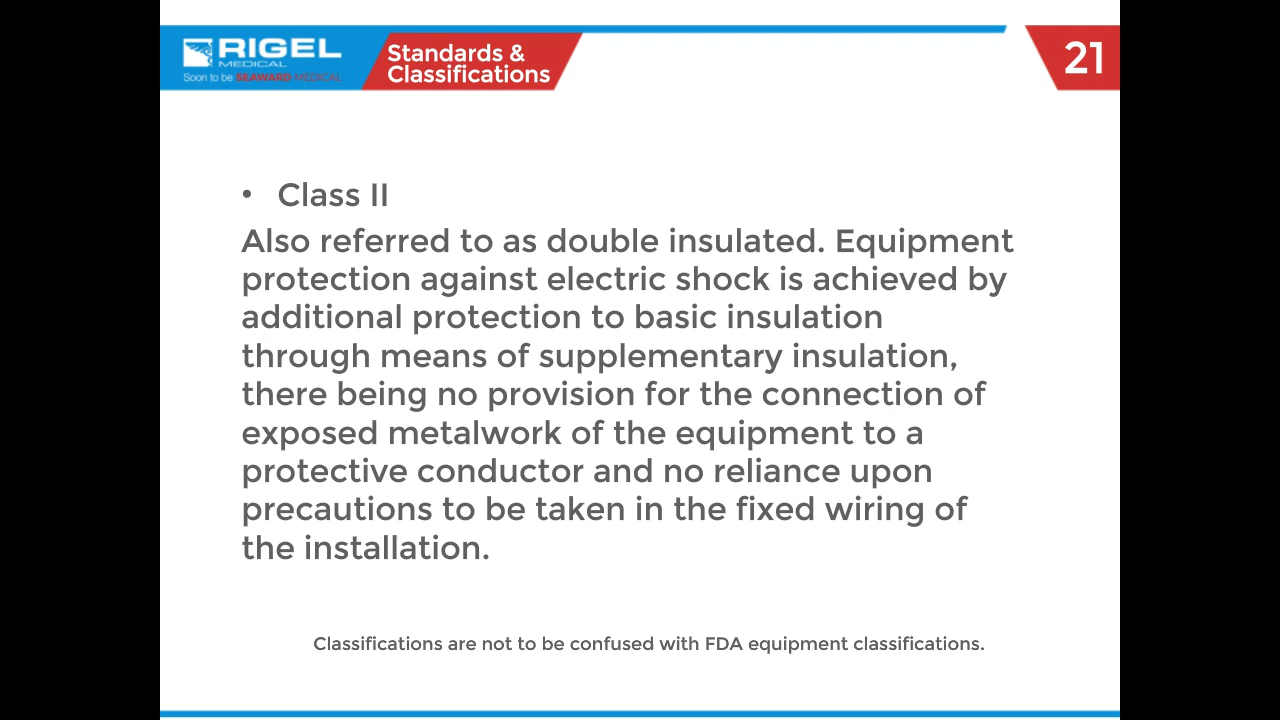 RIGEL
MEDICAL
Soon to be SEAWARD MEDICAL
Standards &
Classifications
21
• Class II
Also referred to as double insulated. Equipment
protection against electric shock is achieved by
additional protection to basic insulation
through means of supplementary insulation,
there being no provision for the connection of
exposed metalwork of the equipment to a
protective conductor and no reliance upon
precautions to be taken in the fixed wiring of
the installation.
Classifications are not to be confused with FDA equipment classifications.